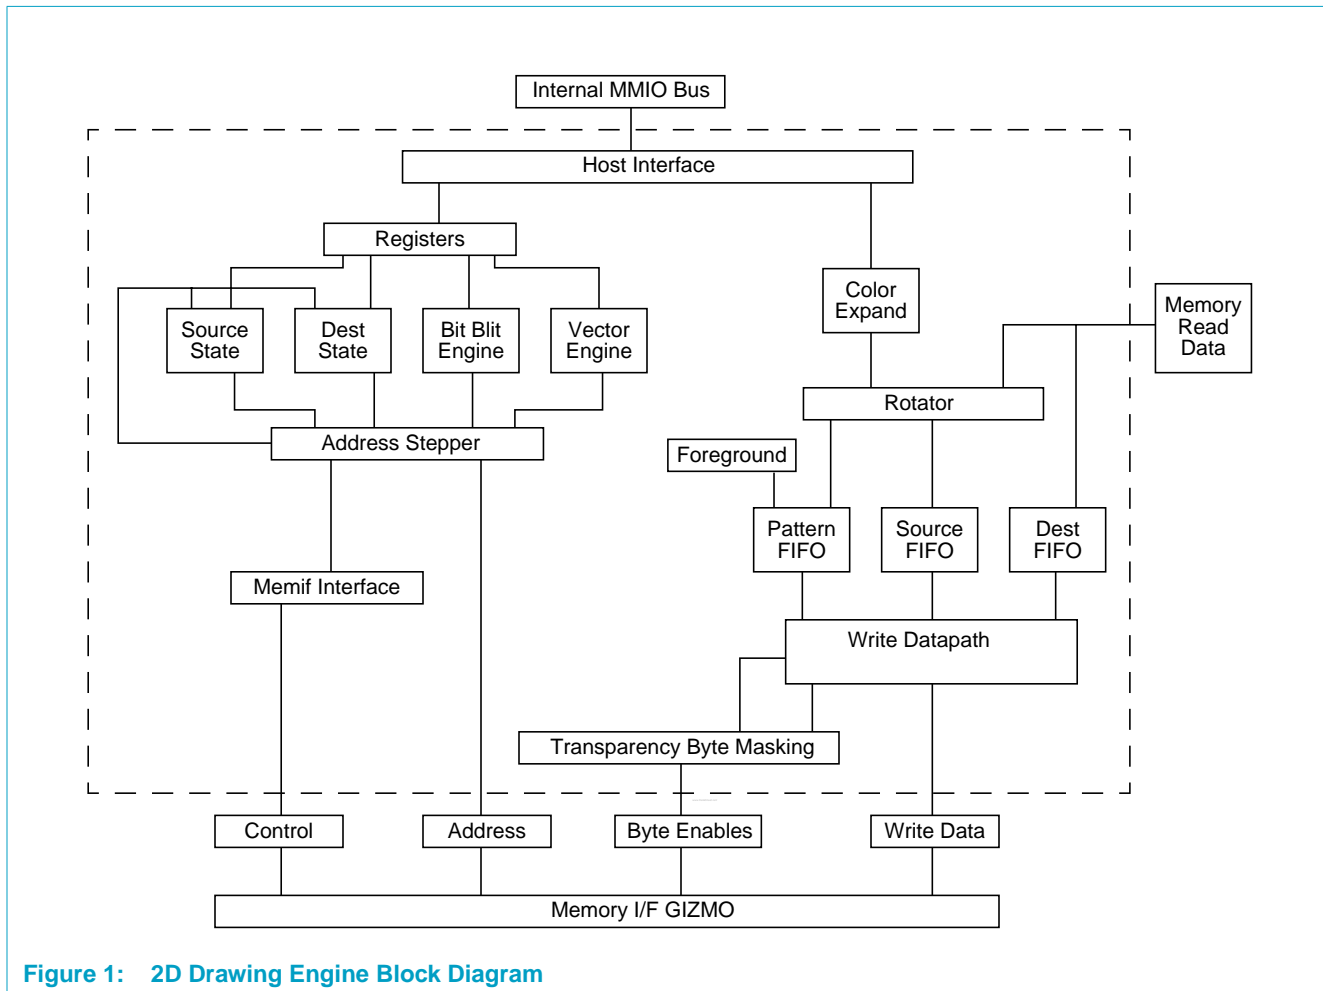 Internal MMIO Bus
Host Interface
Registers
Color
Expand
Memory
Read
Data
Source
State
Dest
State
Bit Blit
Engine
Vector
Engine
Rotator
Address Stepper
Foreground
Pattern
FIFO
Source
FIFO
Dest
FIFO
Memif Interface
Write Datapath
Transparency Byte Masking
Control
Address
Byte Enables
Write Data
Memory I/F GIZMO
Figure 1: 2D Drawing Engine Block Diagram